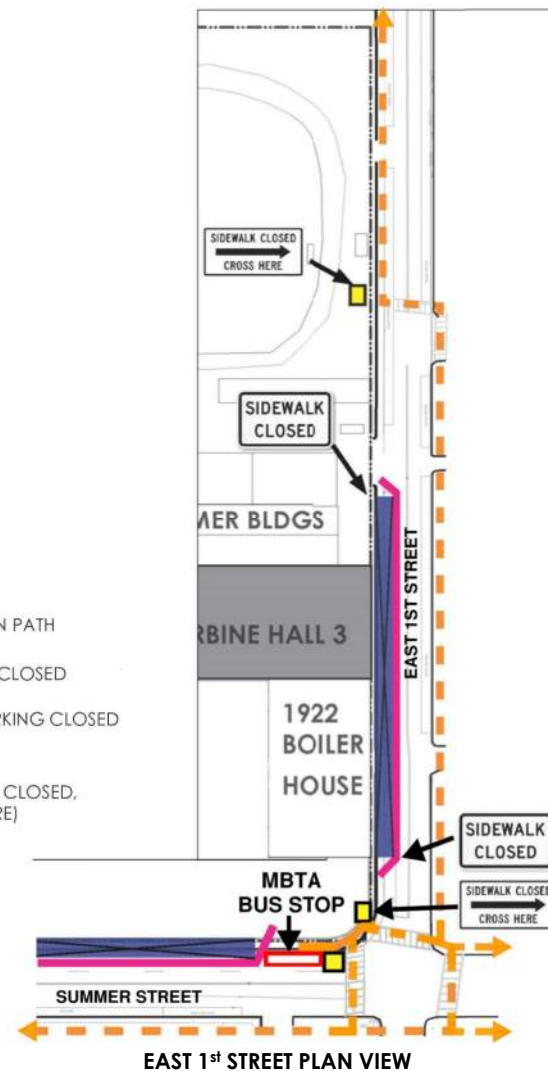 SIDEWALK CLOSED
CROSS HERE
SIDEWALK
CLOSED
MER BLDGS
RBINE HALL 3
EAST 1ST STREET
N PATH
CLOSED
RKING CLOSED
CLOSED,
RE)
1922
BOILER
HOUSE
SIDEWALK
CLOSED
SIDEWALK CLOSED
CROSS HERE
MBTA
BUS STOP
SUMMER STREET
EAST 1st STREET PLAN VIEW